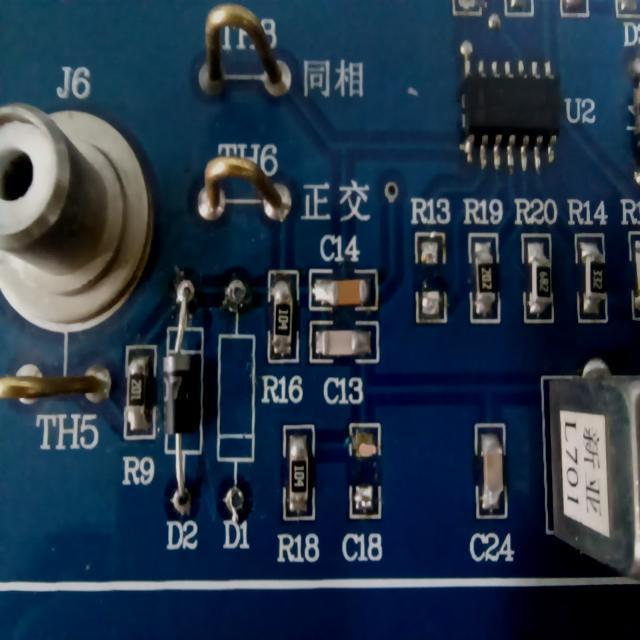 TH8
J6
同相
U2
TH6
正交
R13 R19 R20 R14
C14
104
R16
C13
TH5
R9
104
D2
D1
R18
C18
C24
L701